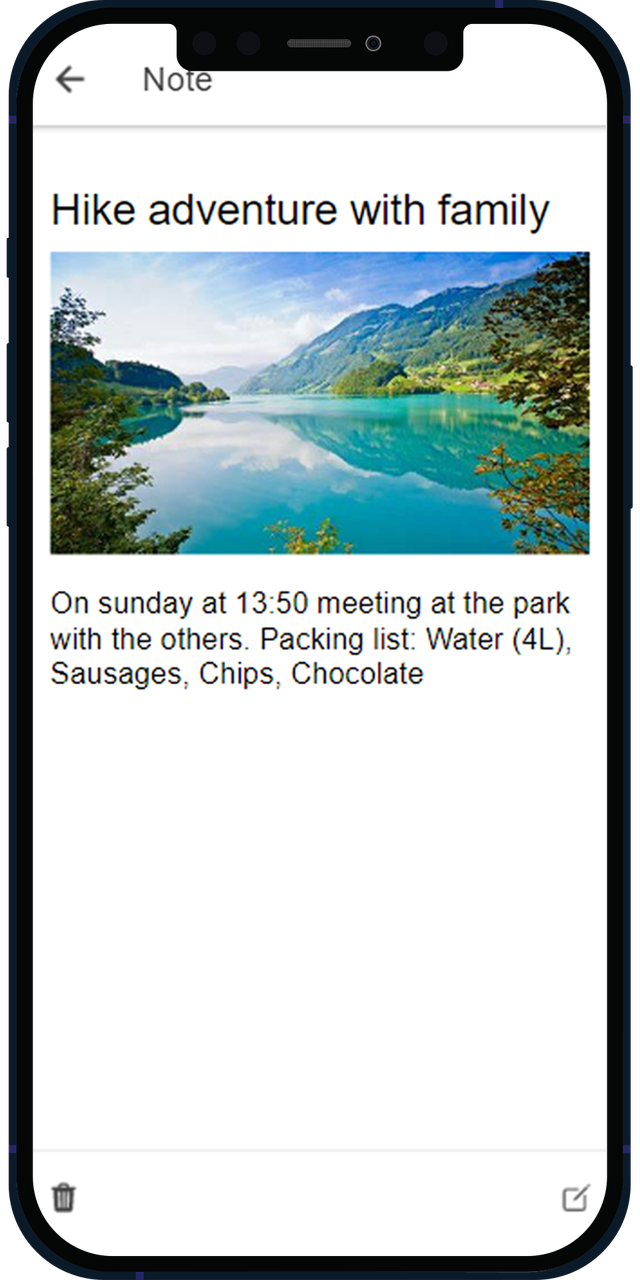 Note
Hike adventure with family
On sunday at 13:50 meeting at the park
with the others. Packing list: Water (4L),
Sausages, Chips, Chocolate